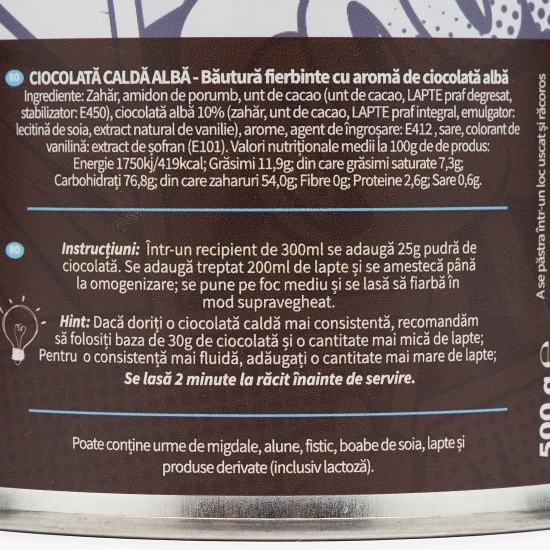 RO CIOCOLATĂ CALDĂ ALBĂ - Băutură fierbinte cu aromă de ciocolată albă
Ingrediente: Zahăr, amidon de porumb, unt de cacao (unt de cacao, LAPTE praf degresat,
stabilizator: E450), ciocolată albă 10% (zahăr, unt de cacao, LAPTE praf integral, emulgator:
lecitină de soia, extract natural de vanilie), arome, agent de îngroșare: E412 , sare, colorant de
vanilină: extract de șofran (E101). Valori nutriționale medii la 100g de de produs:
Energie 1750kj/419kcal; Grăsimi 11,9g; din care grăsimi saturate 7,3g;
Carbohidrați 76,8g; din care zaharuri 54,0g; Fibre 0g; Proteine 2,6g; Sare 0,6g.
RO Instrucțiuni: Într-un recipient de 300ml se adaugă 25g pudră de
ciocolată. Se adaugă treptat 200ml de lapte și se amestecă până
la omogenizare; se pune pe foc mediu și se lasă să fiarbă în
mod supravegheat.
Hint: Dacă doriți o ciocolată caldă mai consistentă, recomandăm
să folosiți baza de 30g de ciocolată și o cantitate mai mică de lapte;
Pentru o consistență mai fluidă, adăugați o cantitate mai mare de lapte;
Se lasă 2 minute la răcit înainte de servire.
Poate conține urme de migdale, alune, fistic, boabe de soia, lapte și
produse derivate (inclusiv lactoză).
A se păstra într-un loc uscat și răcoros
500 g e